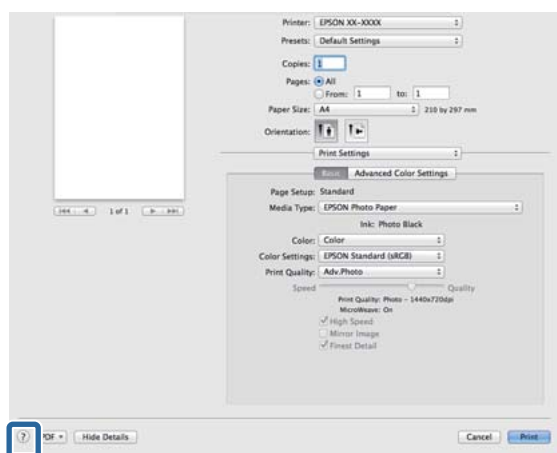 Printer: EPSON XX-XXXX
Presets: Default Settings
Copies: 1
Pages: All
From: 1 to: 1
Paper Size: A4 210 by 297 mm
Orientation:
Print Settings
Basic Advanced Color Settings
Page Setup: Standard
Media Type: EPSON Photo Paper
1 of 1
Ink: Photo Black
Color: Color
Color Settings: EPSON Standard (sRGB)
Print Quality: Adv.Photo
Speed Quality
Print Quality: Photo - 1440x720dpi
MicroWeave: On
High Speed
Mirror Image
Finest Detail
? PDF Hide Details Cancel Print